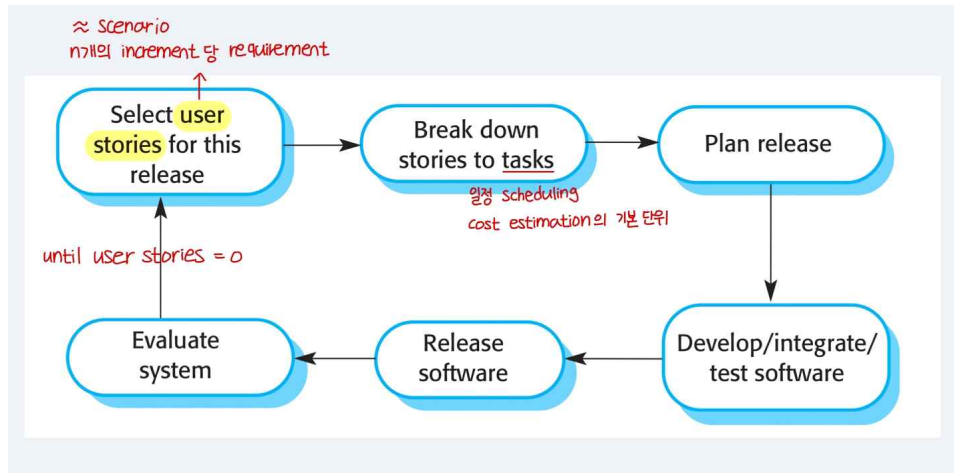 ≈ scenario
n개의 increment 당 requirement
Select user
stories for this
release
Break down
stories to tasks
일정 scheduling
cost estimation의 기본 단위
Plan release
until user stories = 0
Evaluate
system
Release
software
Develop/integrate/
test software